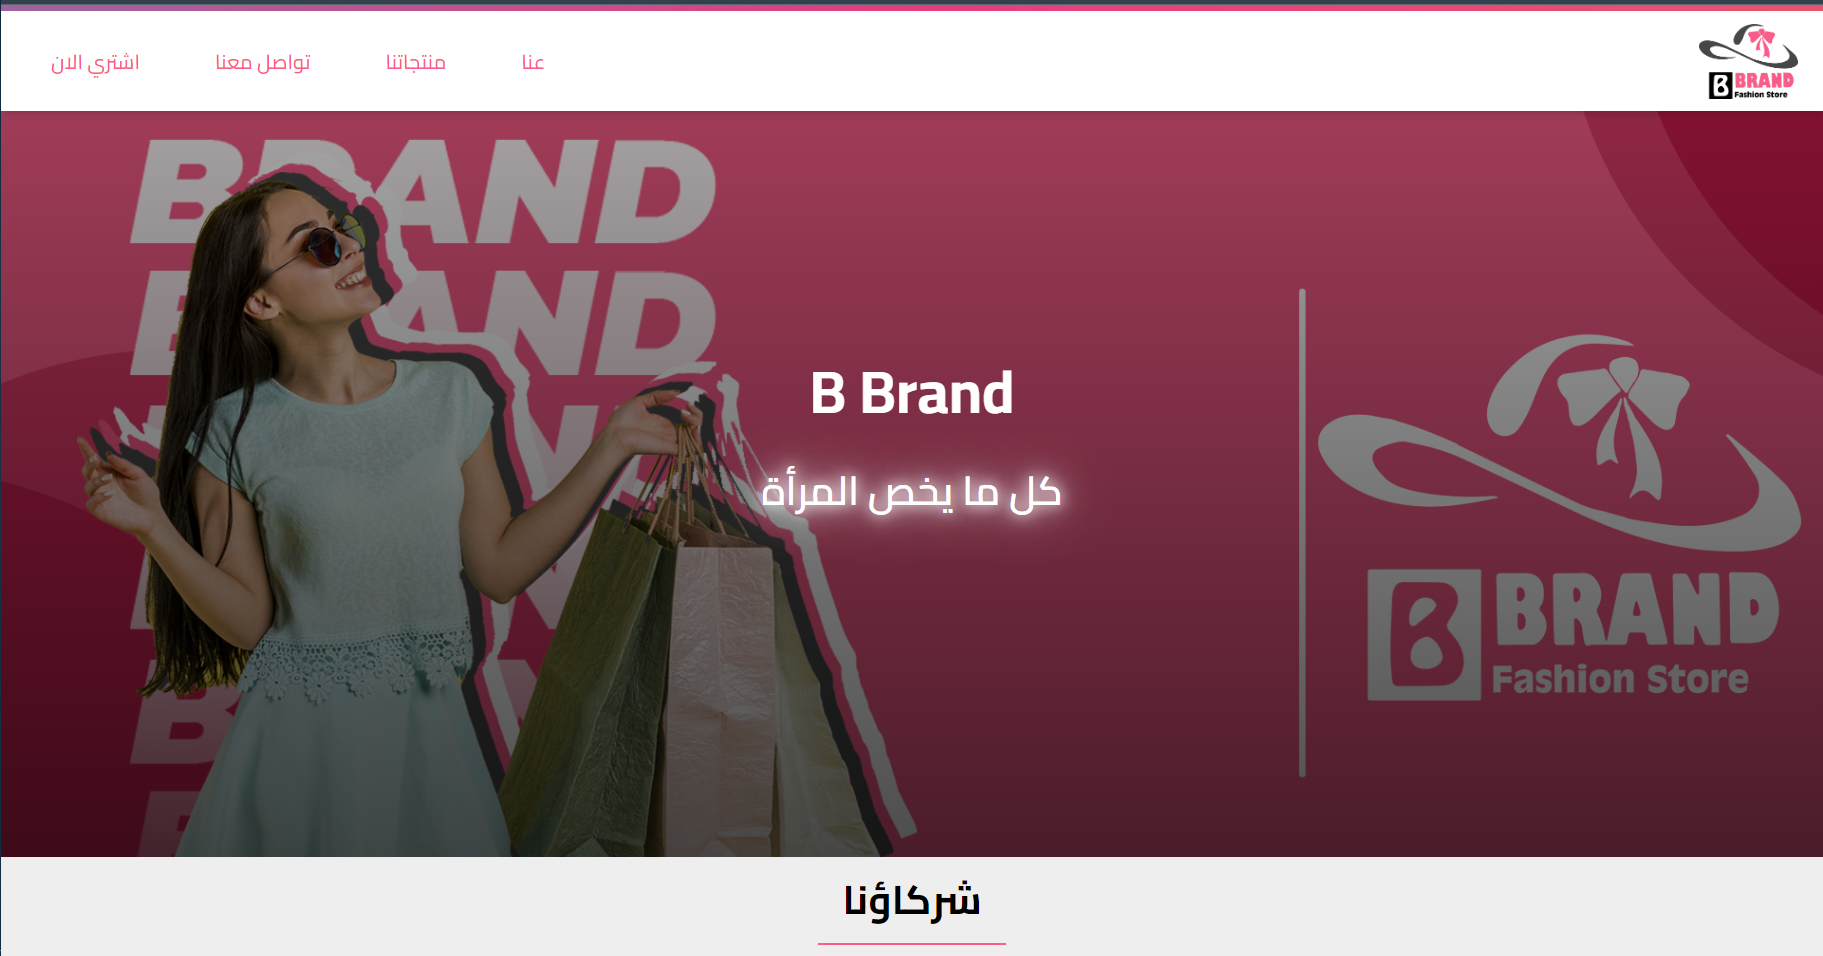 B BRAND
Fashion Store
عنا
منتجاتنا
تواصل معنا
اشتري الان
BRAND
BRAND
B Brand
كل ما يخص المرأة
B BRAND
Fashion Store
شركاؤنا